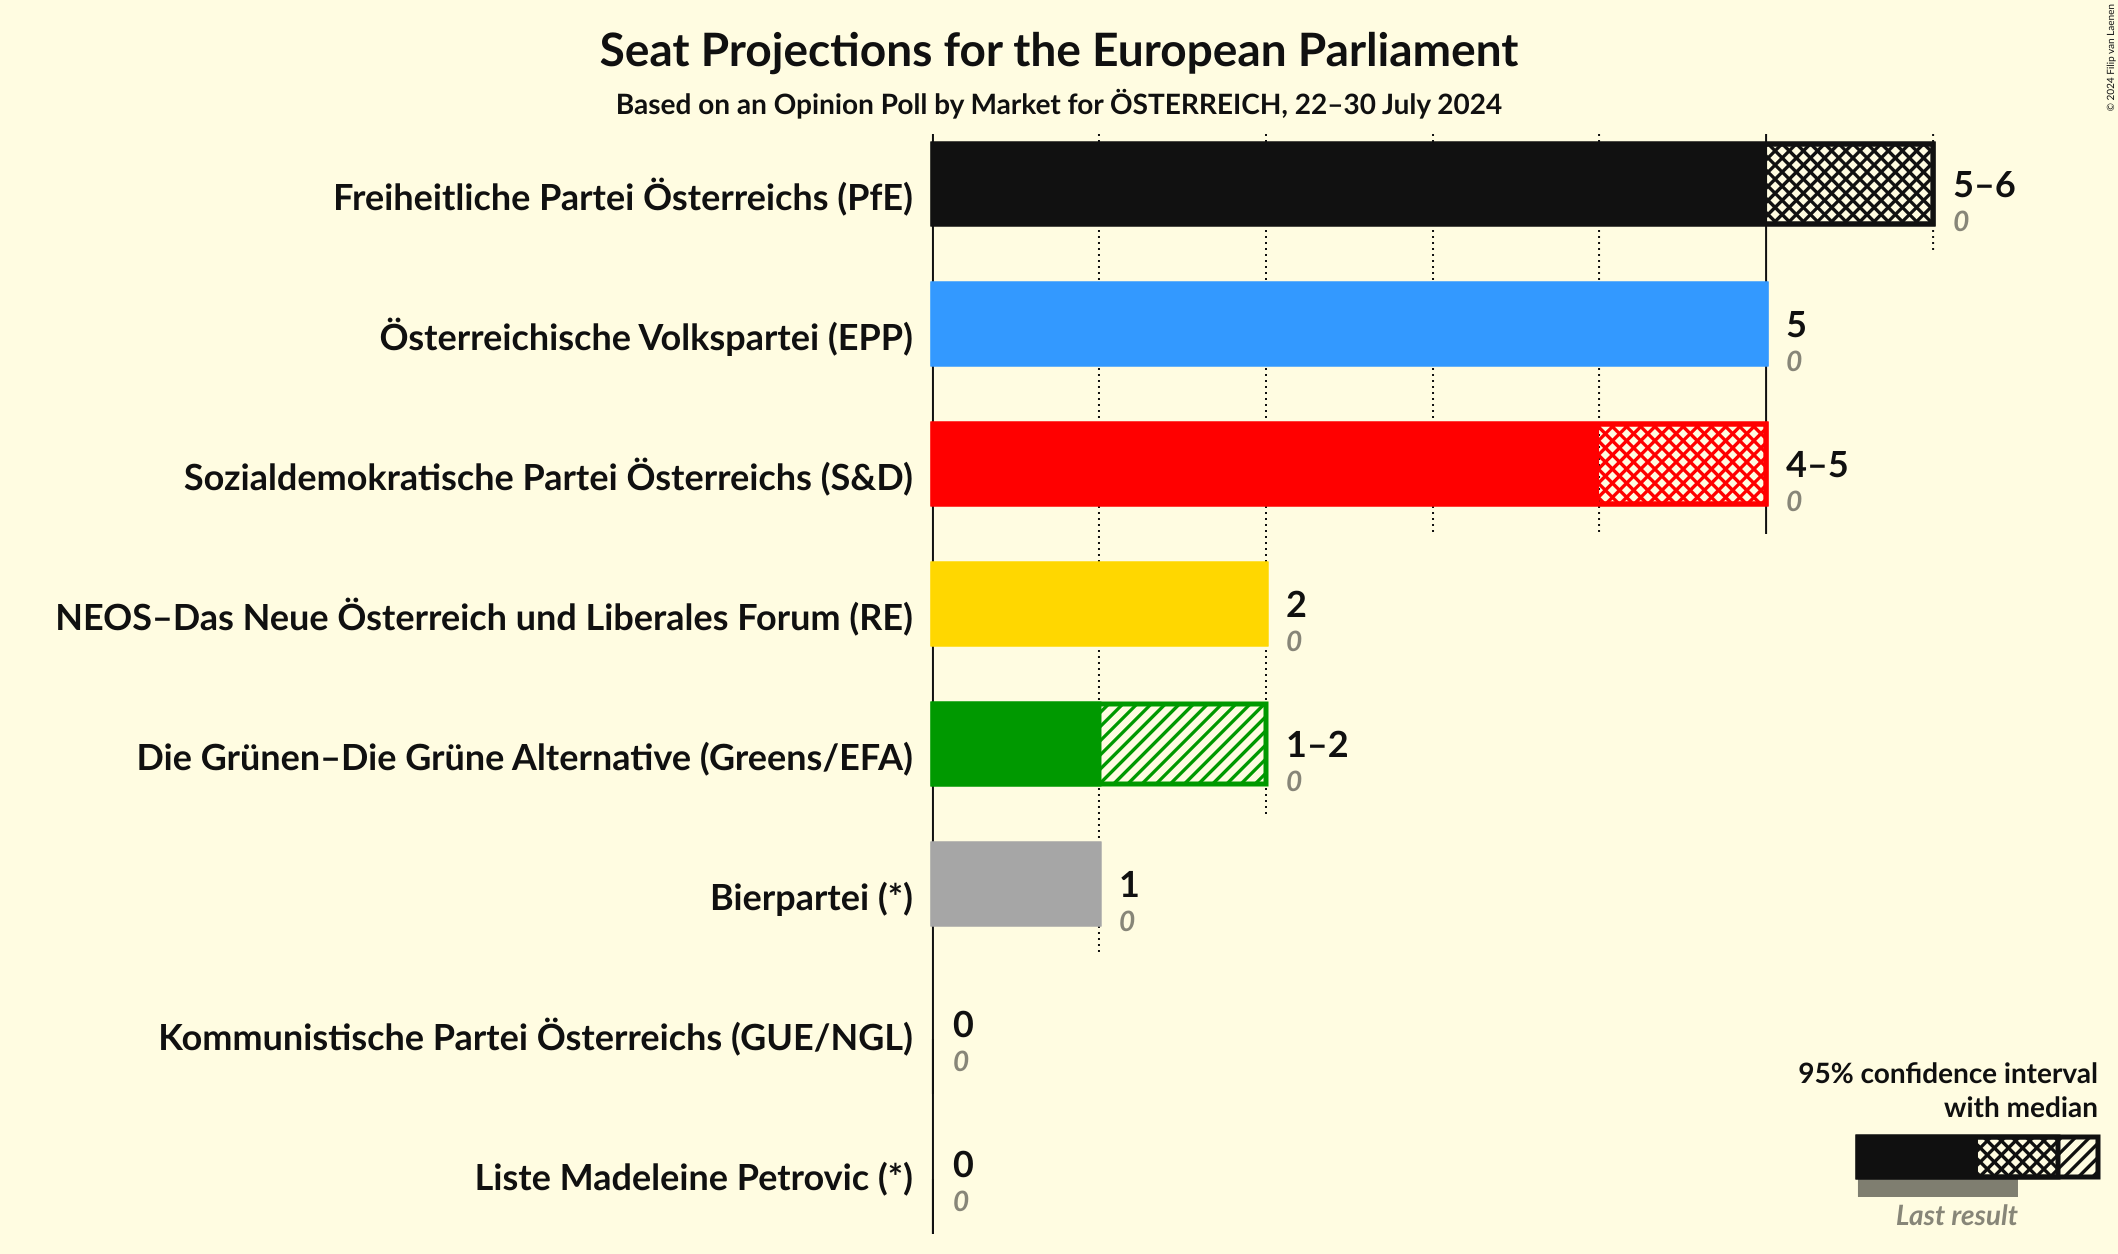 Seat Projections for the European Parliament
Based on an Opinion Poll by Market for ÖSTERREICH, 22–30 July 2024
© 2024 Filip van Laenen
Freiheitliche Partei Österreichs (PfE)
5–6
0
Österreichische Volkspartei (EPP)
5
0
Sozialdemokratische Partei Österreichs (S&D)
4–5
0
NEOS–Das Neue Österreich und Liberales Forum (RE)
2
0
Die Grünen–Die Grüne Alternative (Greens/EFA)
1–2
0
Bierpartei (*)
1
0
Kommunistische Partei Österreichs (GUE/NGL)
0
0
Liste Madeleine Petrovic (*)
0
0
95% confidence interval
with median
Last result